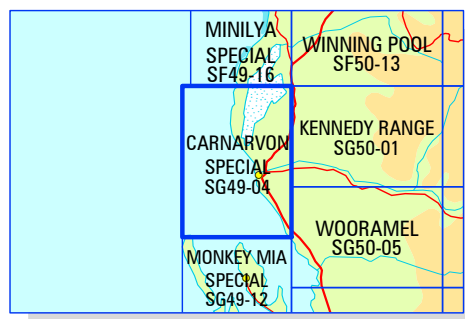 MINILYA
SPECIAL
SF49-16
WINNING POOL
SF50-13
CARNARVON
SPECIAL
SG49-04
KENNEDY RANGE
SG50-01
WOORAMEL
SG50-05
MONKEY MIA
SPECIAL
SG49-12